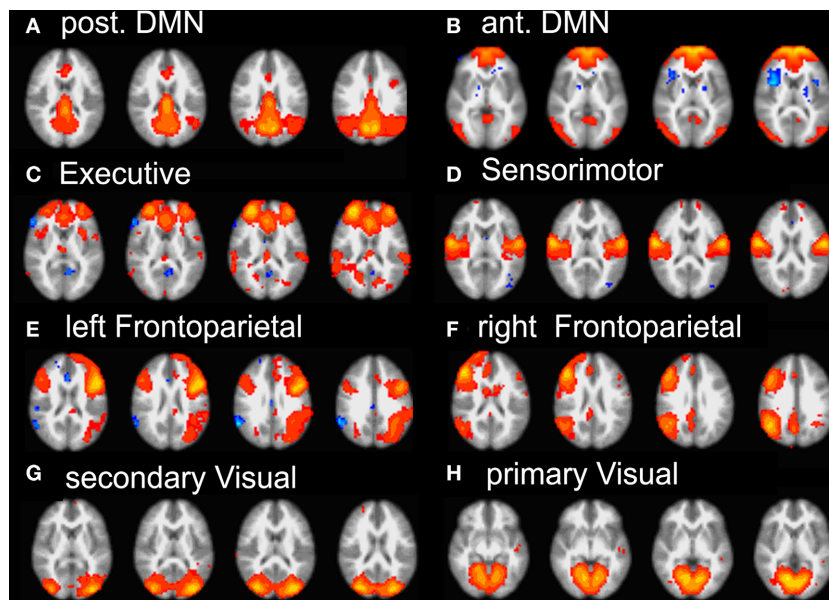 A post. DMN
B ant. DMN
C Executive
D Sensorimotor
E left Frontoparietal
F right Frontoparietal
G secondary Visual
H primary Visual